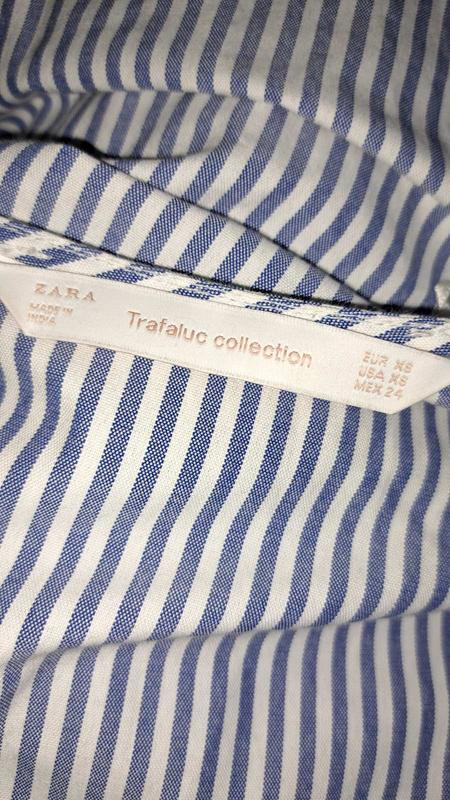 ZARA
MADE IN
INDIA
Trafaluc collection
EUR XS
USA XS
MEX 24